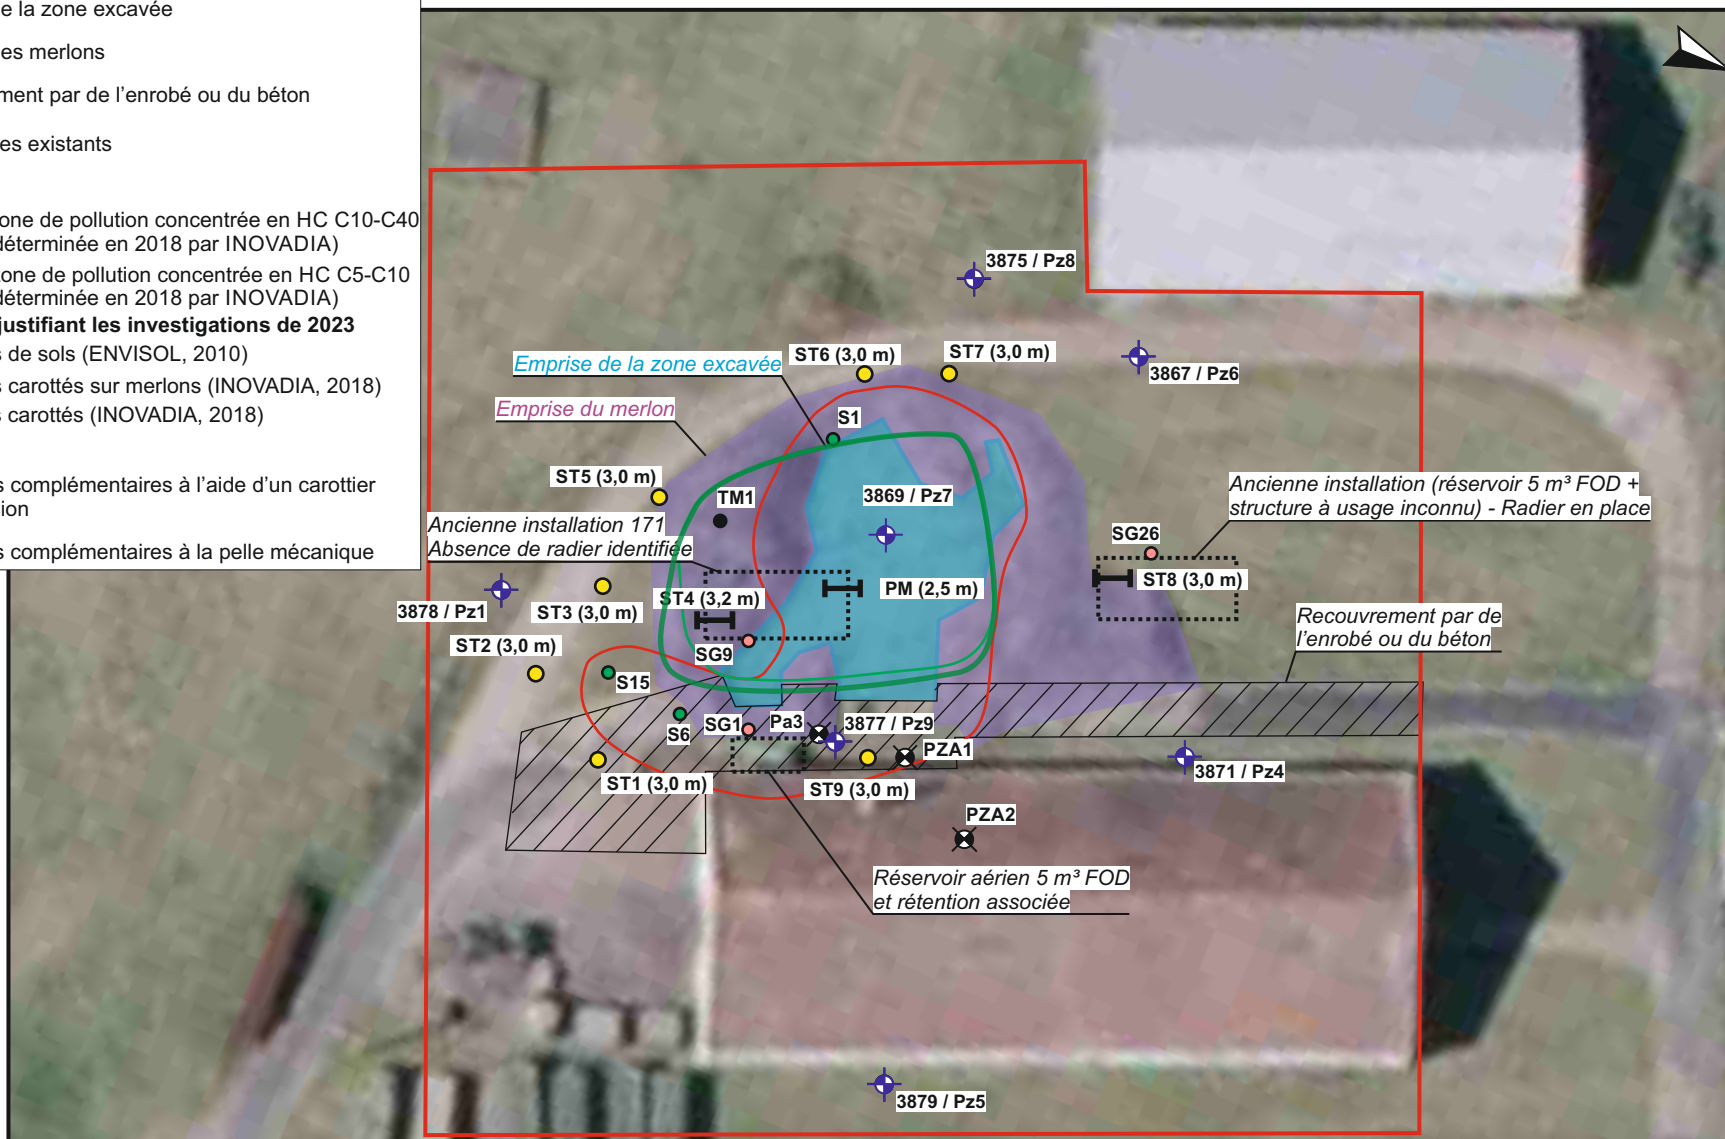 e la zone excavée
es merlons
ment par de l'enrobé ou du béton
es existants
one de pollution concentrée en HC C10-C40
déterminée en 2018 par INOVADIA)
zone de pollution concentrée en HC C5-C10
déterminée en 2018 par INOVADIA)
justifiant les investigations de 2023
s de sols (ENVISOL, 2010)
s carottés sur merlons (INOVADIA, 2018)
s carottés (INOVADIA, 2018)
s complémentaires à l'aide d'un carottier
sion
s complémentaires à la pelle mécanique
3875 / Pz8
ST6 (3,0 m)
ST7 (3,0 m)
3867 / Pz6
Emprise de la zone excavée
Emprise du merlon
S1
ST5 (3,0 m)
TM1
3869 / Pz7
Ancienne installation (réservoir 5 m³ FOD +
structure à usage inconnu) - Radier en place
Ancienne installation 171
Absence de radier identifiée
SG26
ST8 (3,0 m)
PM (2,5 m)
ST4 (3,2 m)
3878 / Pz1
ST3 (3,0 m)
Recouvrement par de
l'enrobé ou du béton
ST2 (3,0 m)
SG9
S15
S6
SG1
Pa3
3877 / Pz9
PZA1
3871 / Pz4
ST1 (3,0 m)
ST9 (3,0 m)
PZA2
Réservoir aérien 5 m³ FOD
et rétention associée
3879 / Pz5